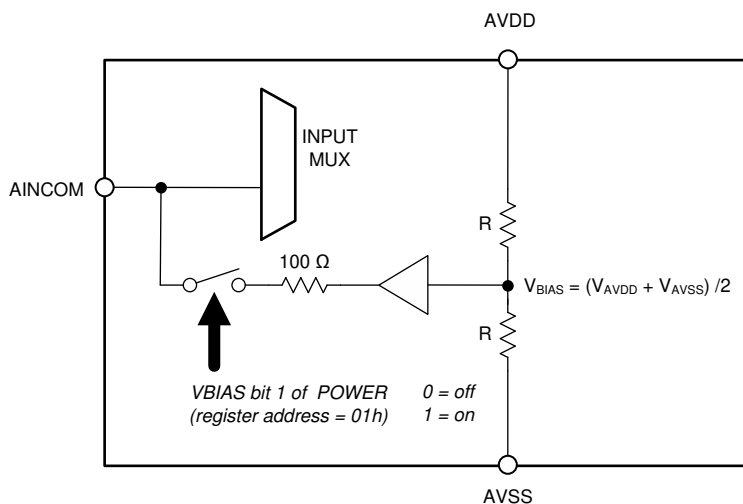 AVDD
INPUT
MUX
AINCOM
R
100 Ω
V_BIAS = (V_AVDD + V_AVSS) /2
R
VBIAS bit 1 of POWER 0 = off
(register address = 01h) 1 = on
AVSS